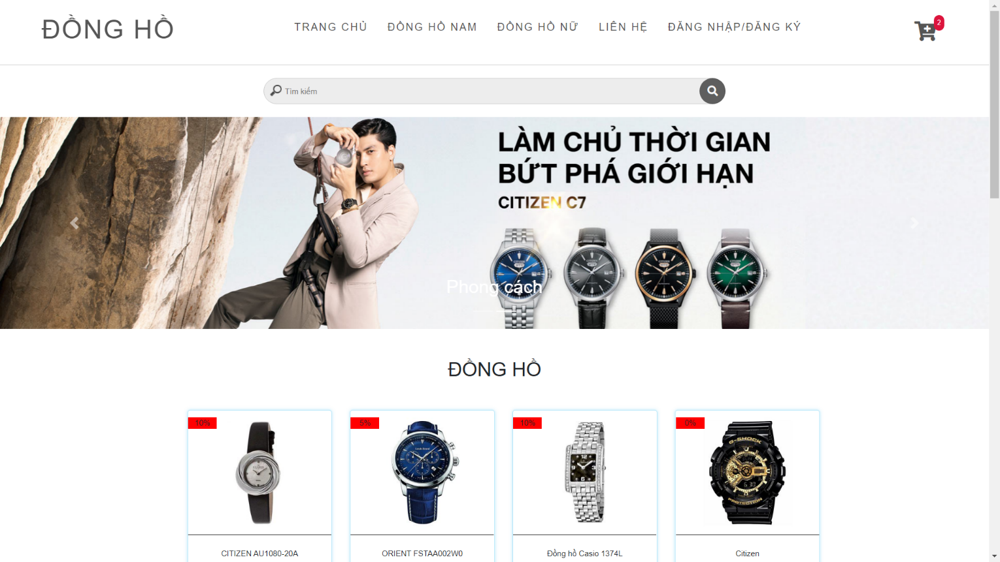 ĐỒNG HỒ
TRANG CHỦ ĐỒNG HỒ NAM ĐỒNG HỒ NỮ LIÊN HỆ ĐĂNG NHẬP/ĐĂNG KÝ
2
Tìm kiếm
LÀM CHỦ THỜI GIAN
BỨT PHÁ GIỚI HẠN
CITIZEN C7
Phong cách
ĐỒNG HỒ
10% 5% 10% 0%
G-SHOCK
PROTECTION
CITIZEN AU1080-20A ORIENT FSTAA002W0 Đồng hồ Casio 1374L Citizen